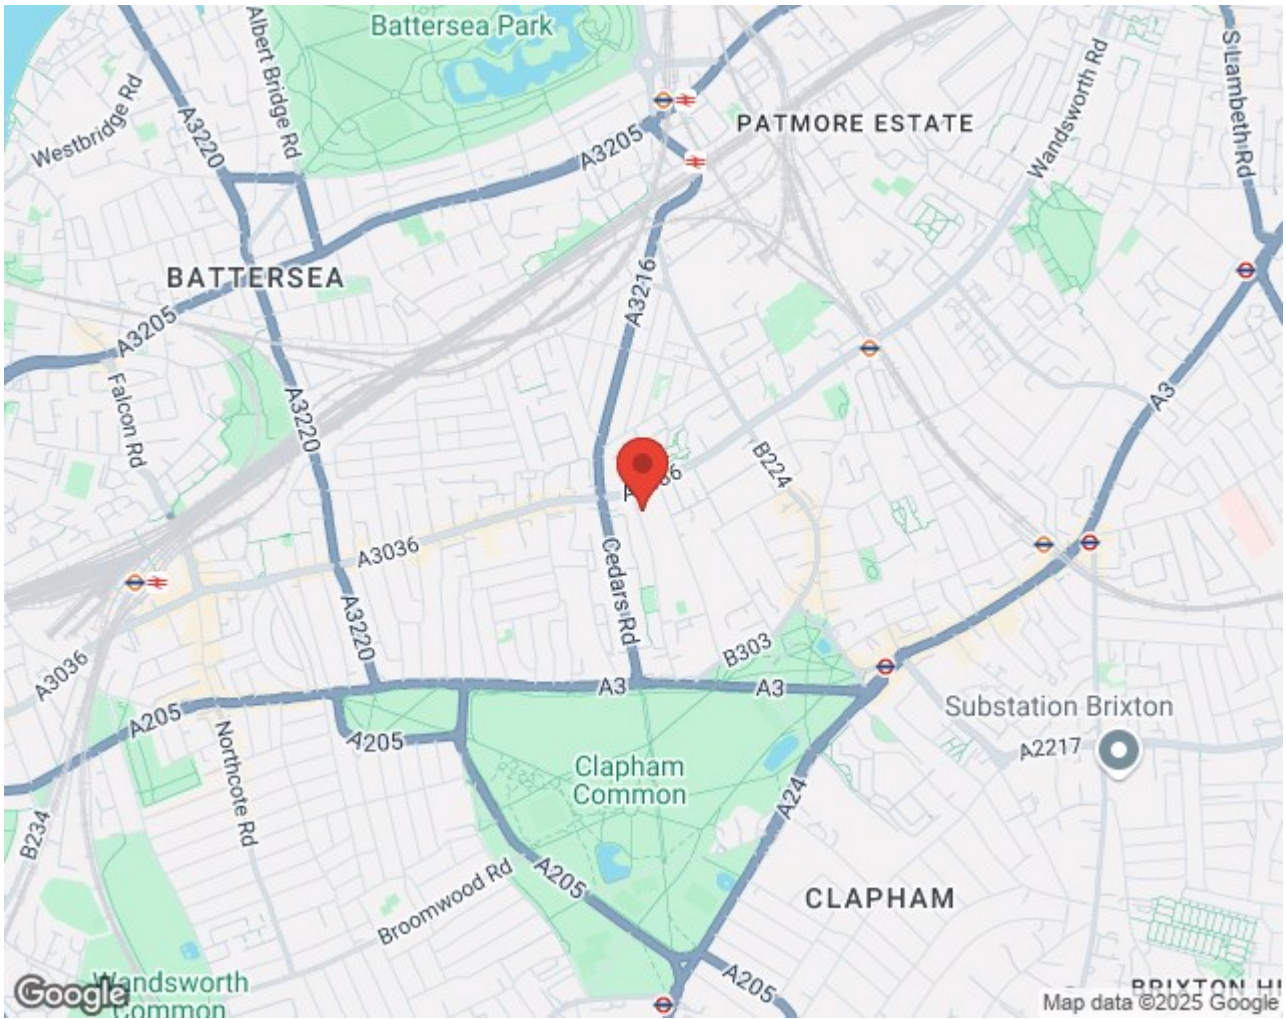 Battersea Park
Albert Bridge Rd
S Lambeth Rd
Wandsworth Rd
Westbridge Rd
A3220
PATMORE ESTATE
A3205
BATTERSEA
A3216
A3205
Falcon Rd
A3220
A3
B224
A3036
Cedars Rd
A3220
B303
A3036
A3
A3
A205
A205
Northcote Rd
Substation Brixton
A2217
Clapham
Common
A24
B234
Broomwood Rd
A205
CLAPHAM
A205
Wandsworth
Common
BRIXTON HI
Google
Map data ©2025 Google